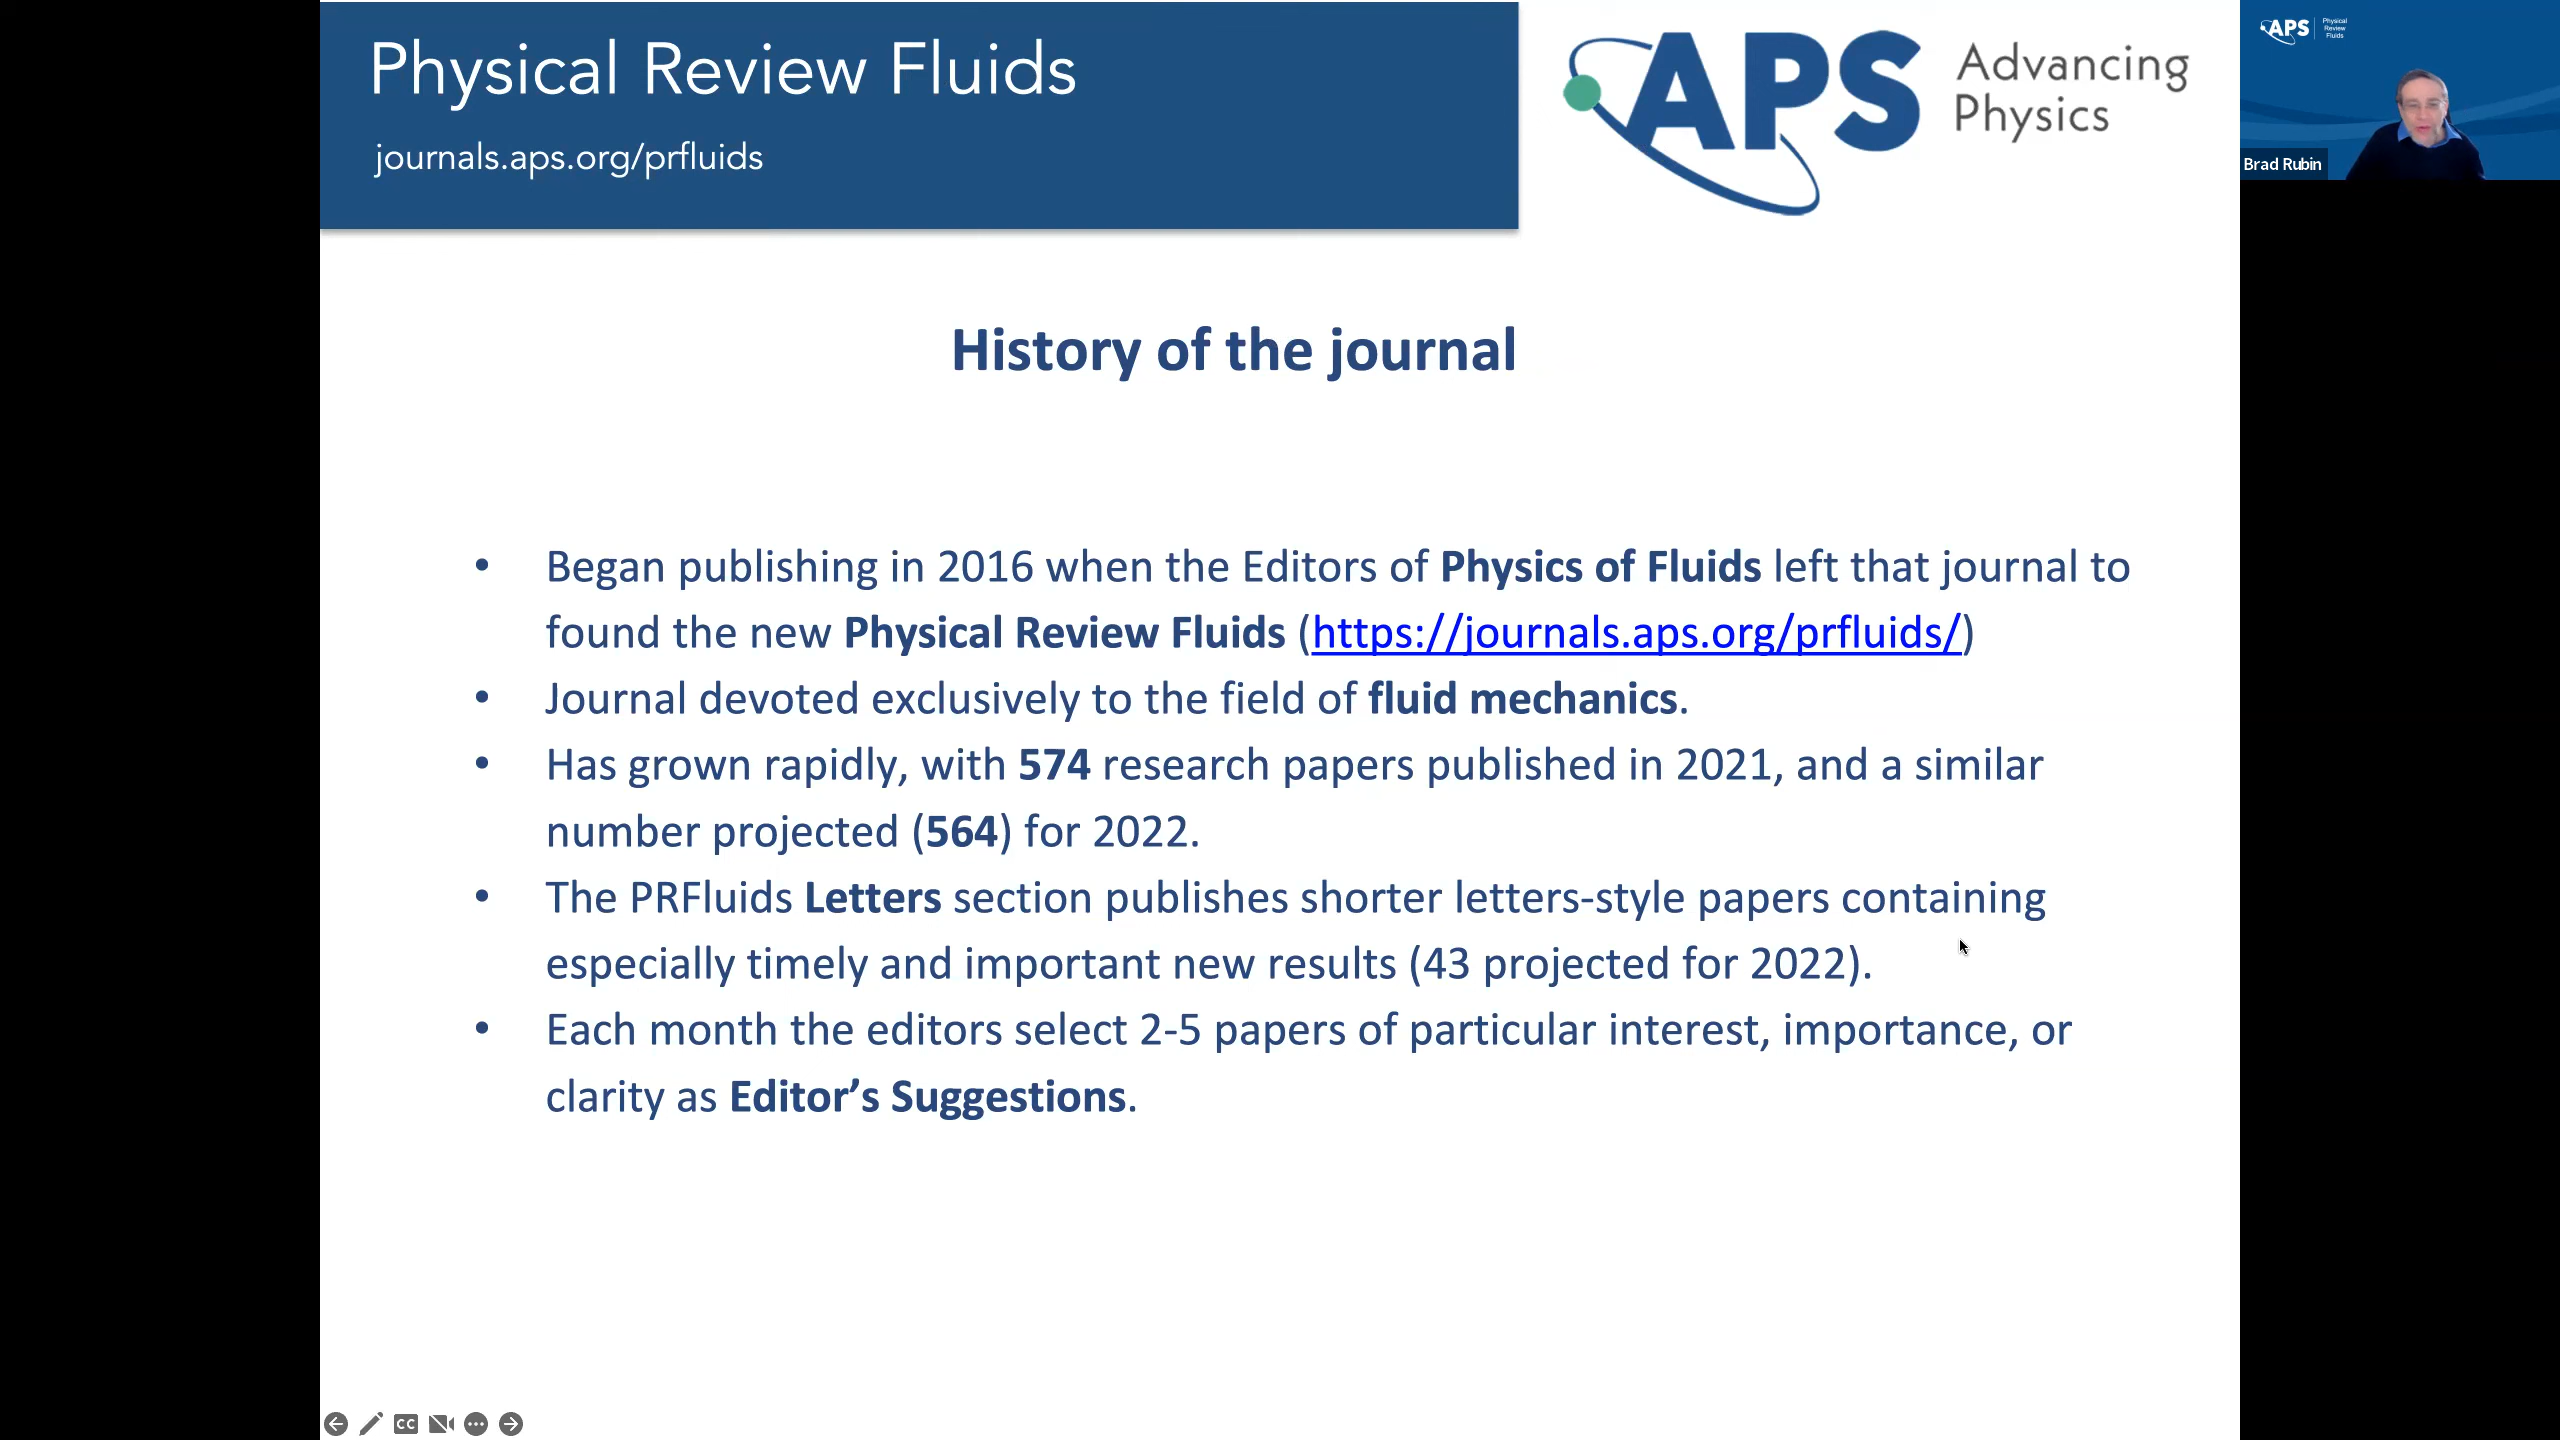 Physical Review Fluids
journals.aps.org/prfluids
APS
Advancing
Physics
APS
Physical
Review
Fluids
Brad Rubin
History of the journal
• Began publishing in 2016 when the Editors of Physics of Fluids left that journal to
found the new Physical Review Fluids (https://journals.aps.org/prfluids/)
• Journal devoted exclusively to the field of fluid mechanics.
• Has grown rapidly, with 574 research papers published in 2021, and a similar
number projected (564) for 2022.
• The PRFluids Letters section publishes shorter letters-style papers containing
especially timely and important new results (43 projected for 2022).
• Each month the editors select 2-5 papers of particular interest, importance, or
clarity as Editor’s Suggestions.
CC